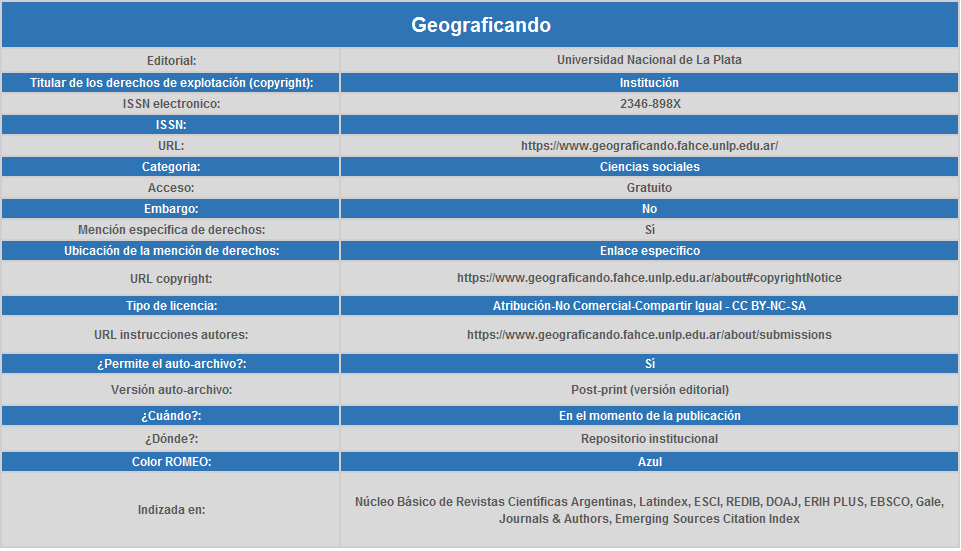 Geograficando
Editorial: Universidad Nacional de La Plata
Titular de los derechos de explotación (copyright): Institución
ISSN electronico: 2346-898X
ISSN:
URL: https://www.geograficando.fahce.unlp.edu.ar/
Categoria: Ciencias sociales
Acceso: Gratuito
Embargo: No
Mención específica de derechos: Si
Ubicación de la mención de derechos: Enlace especifico
URL copyright: https://www.geograficando.fahce.unlp.edu.ar/about#copyrightNotice
Tipo de licencia: Atribución-No Comercial-Compartir Igual - CC BY-NC-SA
URL instrucciones autores: https://www.geograficando.fahce.unlp.edu.ar/about/submissions
¿Permite el auto-archivo?: Si
Versión auto-archivo: Post-print (versión editorial)
¿Cuándo?: En el momento de la publicación
¿Dónde?: Repositorio institucional
Color ROMEO: Azul
Indizada en: Núcleo Básico de Revistas Científicas Argentinas, Latindex, ESCI, REDIB, DOAJ, ERIH PLUS, EBSCO, Gale,
Journals & Authors, Emerging Sources Citation Index